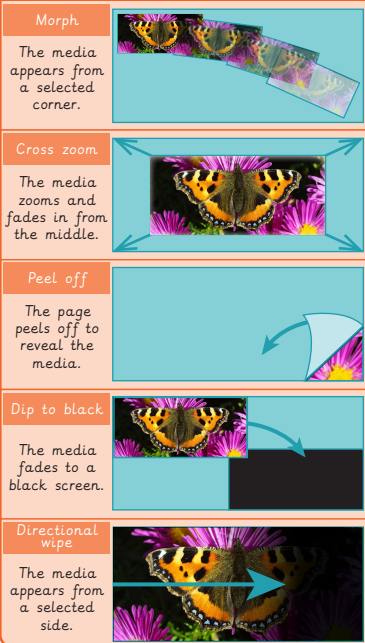 Morph
The media
appears from
a selected
corner.
Cross zoom
The media
zooms and
fades in from
the middle.
Peel off
The page
peels off to
reveal the
media.
Dip to black
The media
fades to a
black screen.
Directional
wipe
The media
appears from
a selected
side.